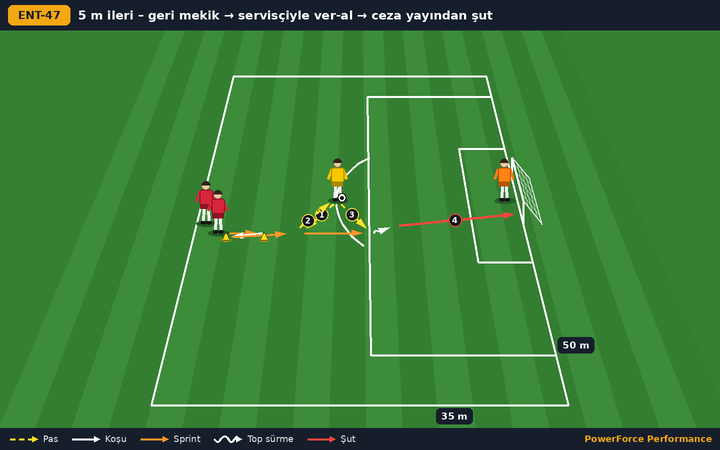 ENT-47 5 m ileri – geri mekik → servisçiyle ver-al → ceza yayından şut
2 1 3 4
50 m
35 m
Pas Koşu Sprint Top sürme Şut PowerForce Performance